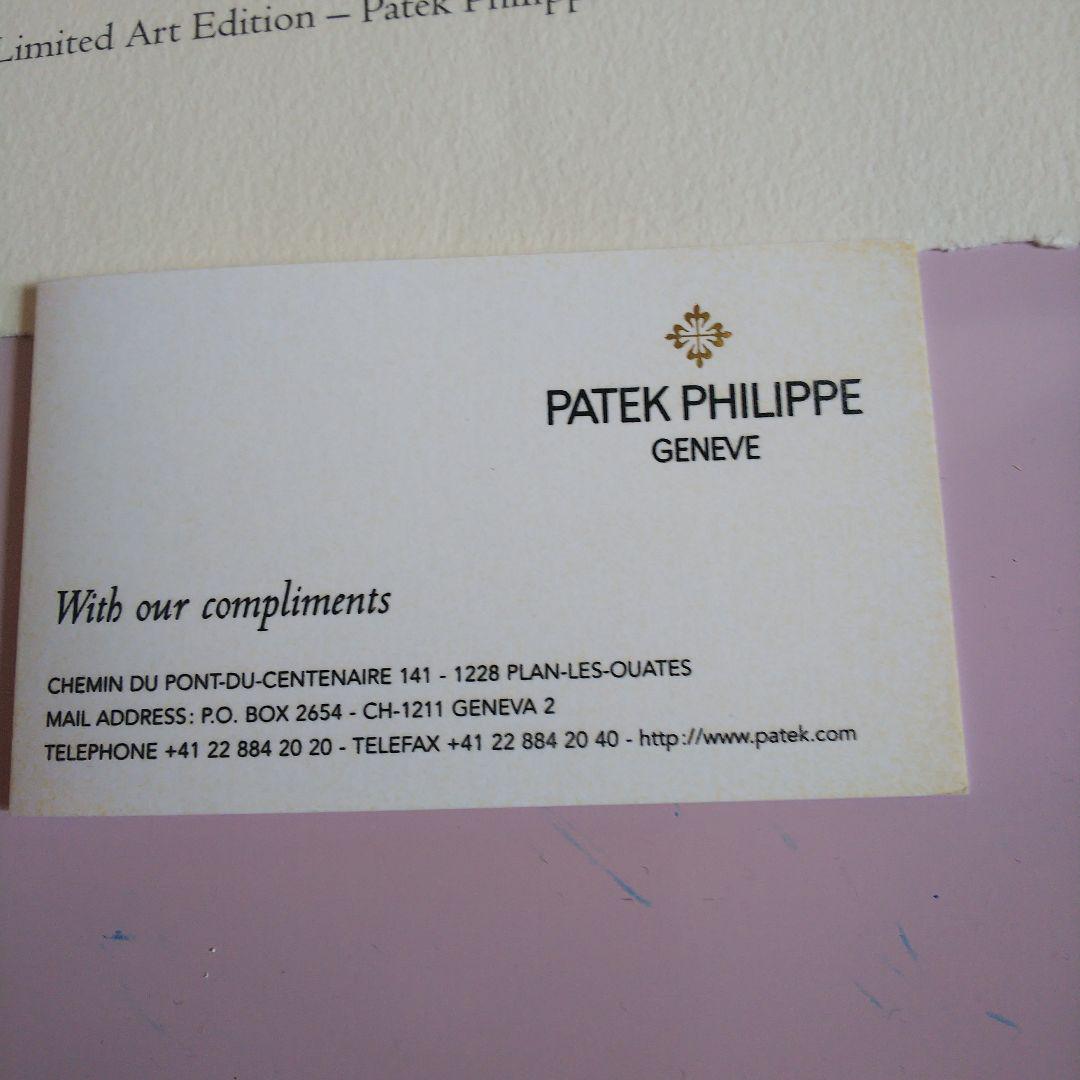 Limited Art Edition – Patek Philipp
PATEK PHILIPPE
GENEVE
With our compliments
CHEMIN DU PONT-DU-CENTENAIRE 141 - 1228 PLAN-LES-OUATES
MAIL ADDRESS: P.O. BOX 2654 - CH-1211 GENEVA 2
TELEPHONE +41 22 884 20 20 - TELEFAX +41 22 884 20 40 - http://www.patek.com